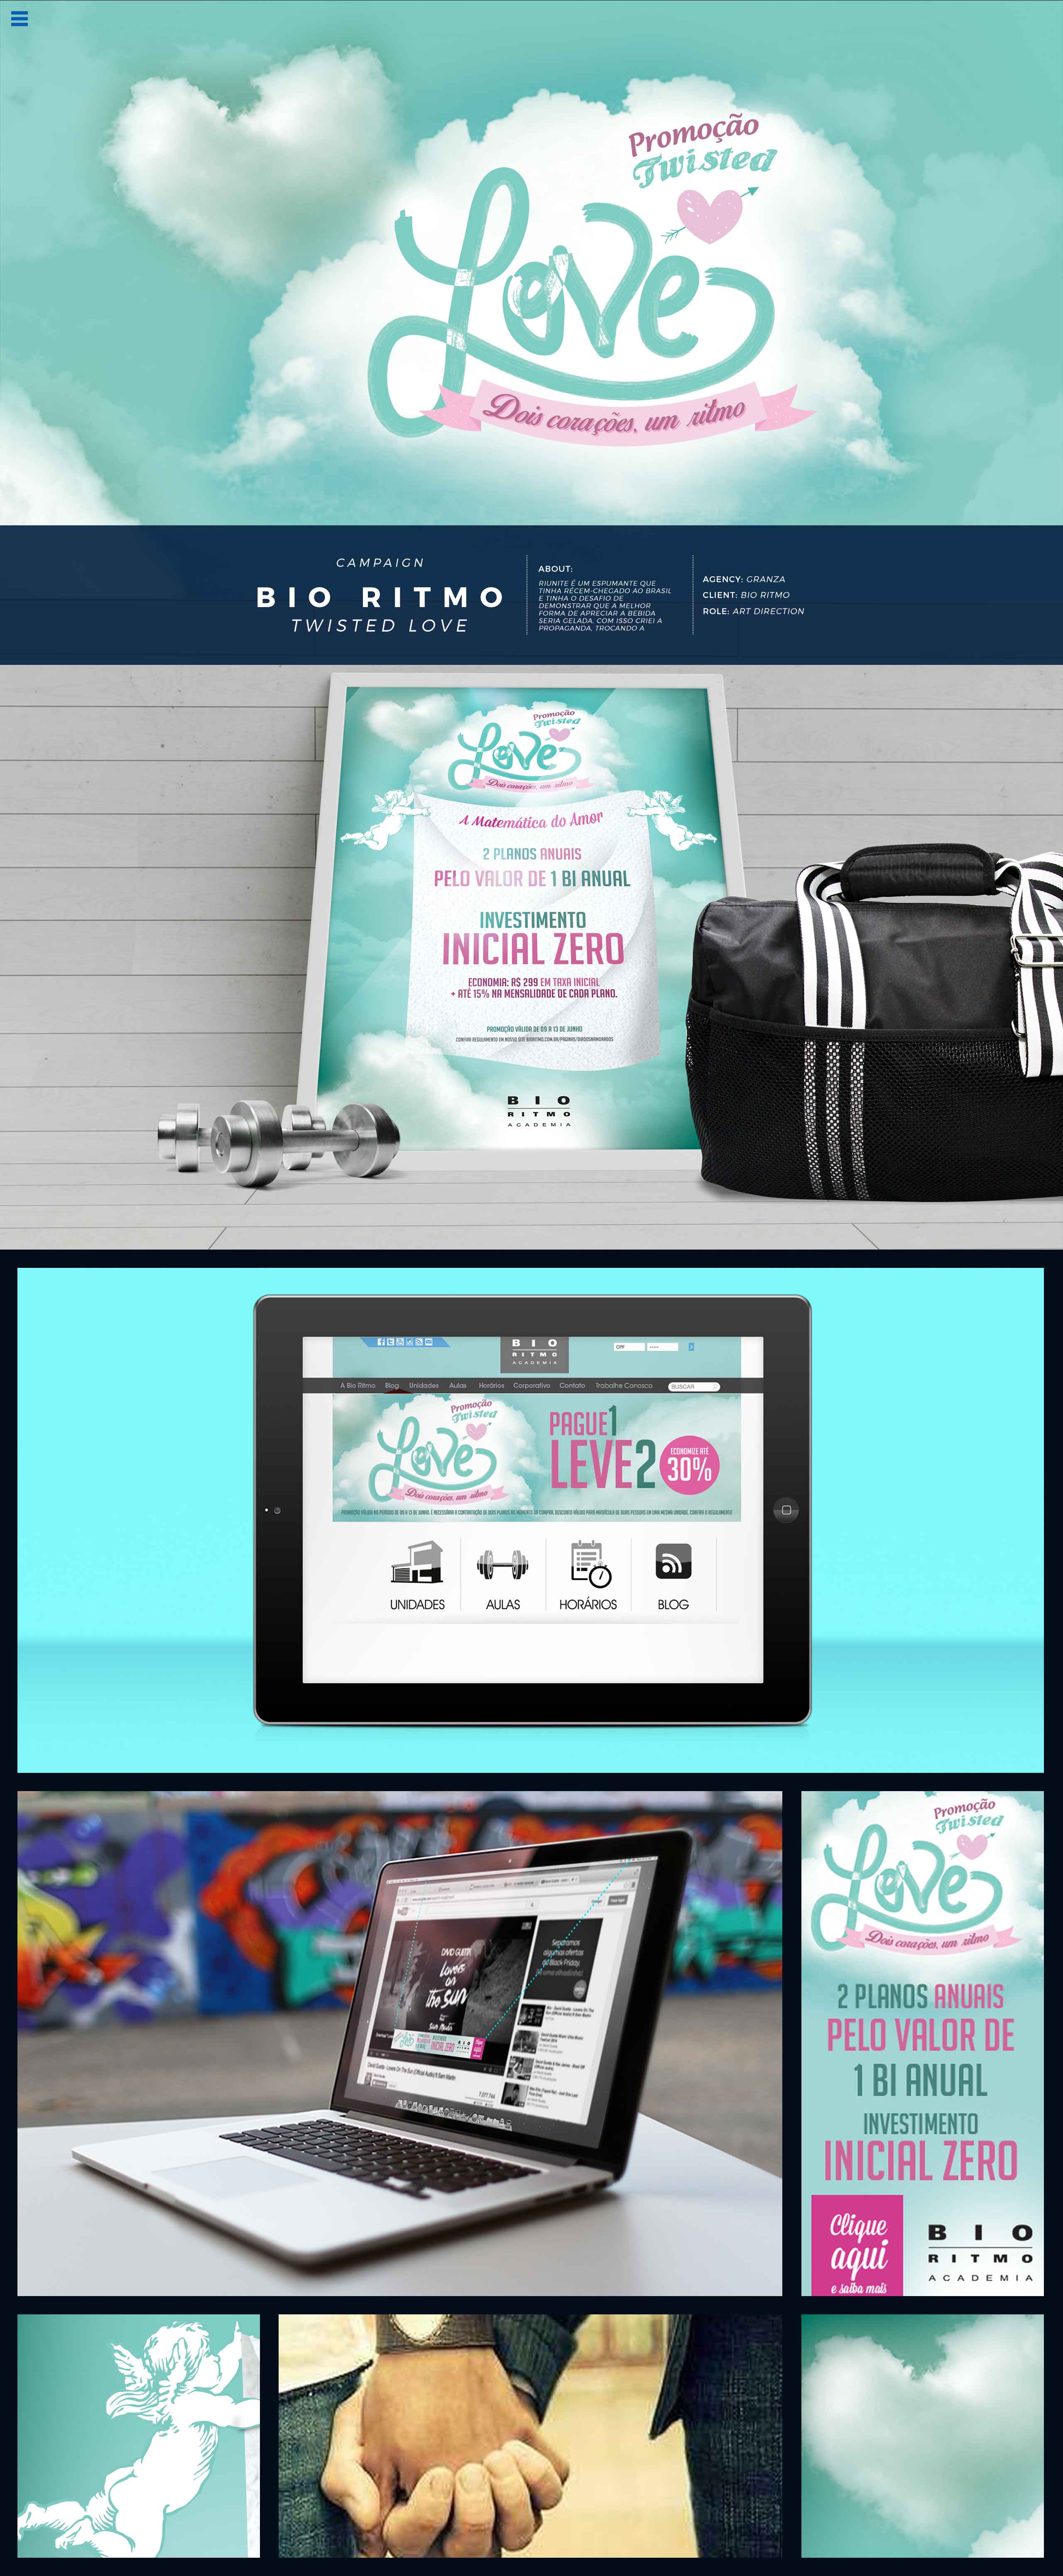 Promoção
Twisted
Love
Dois corações, um ritmo
CAMPAIGN
BIO RITMO
TWISTED LOVE
ABOUT:
RIUNITE É UM ESPUMANTE QUE
TINHA RÉCEM-CHEGADO AO BRASIL
E TINHA O DESAFIO DE
DEMONSTRAR QUE A MELHOR
FORMA DE APRECIAR A BEBIDA
SERIA GELADA. COM ISSO CRIEI A
PROPAGANDA, TROCANDO A
AGENCY: GRANZA
CLIENT: BIO RITMO
ROLE: ART DIRECTION
Promoção
Twisted
Love
Dois corações, um ritmo
A Matemática do Amor
2 PLANOS ANUAIS
PELO VALOR DE 1 BI ANUAL
INVESTIMENTO
INICIAL ZERO
ECONOMIA: R$ 299 EM TAXA INICIAL
+ ATÉ 15% NA MENSALIDADE DE CADA PLANO.
PROMOÇÃO VÁLIDA DE 09 A 13 DE JUNHO
BIO
RITMO
ACADEMIA
BIO
RITMO
ACADEMIA
CPF
A Bio Ritmo Blog Unidades Aulas Horários Corporativo Contato Trabalhe Conosco BUSCAR
Promoção
Twisted
Love
Dois corações, um ritmo
PAGUE 1
LEVE 2
ECONOMIZE ATÉ
30%
UNIDADES AULAS HORÁRIOS BLOG
DAVID GUETTA
Lovers
on
the SUN
Separamos
algumas ofertas
de Black Friday.
INICIAL ZERO
Promoção
Twisted
Love
Dois corações, um ritmo
2 PLANOS ANUAIS
PELO VALOR DE
1 BI ANUAL
INVESTIMENTO
INICIAL ZERO
Clique
aqui
e saiba mais
BIO
RITMO
ACADEMIA